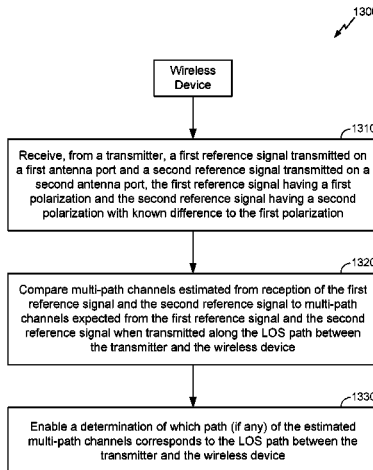 1300
Wireless
Device
1310
Receive, from a transmitter, a first reference signal transmitted on
a first antenna port and a second reference signal transmitted on a
second antenna port, the first reference signal having a first
polarization and the second reference signal having a second
polarization with known difference to the first polarization
1320
Compare multi-path channels estimated from reception of the first
reference signal and the second reference signal to multi-path
channels expected from the first reference signal and the second
reference signal when transmitted along the LOS path between
the transmitter and the wireless device
1330
Enable a determination of which path (if any) of the estimated
multi-path channels corresponds to the LOS path between the
transmitter and the wireless device